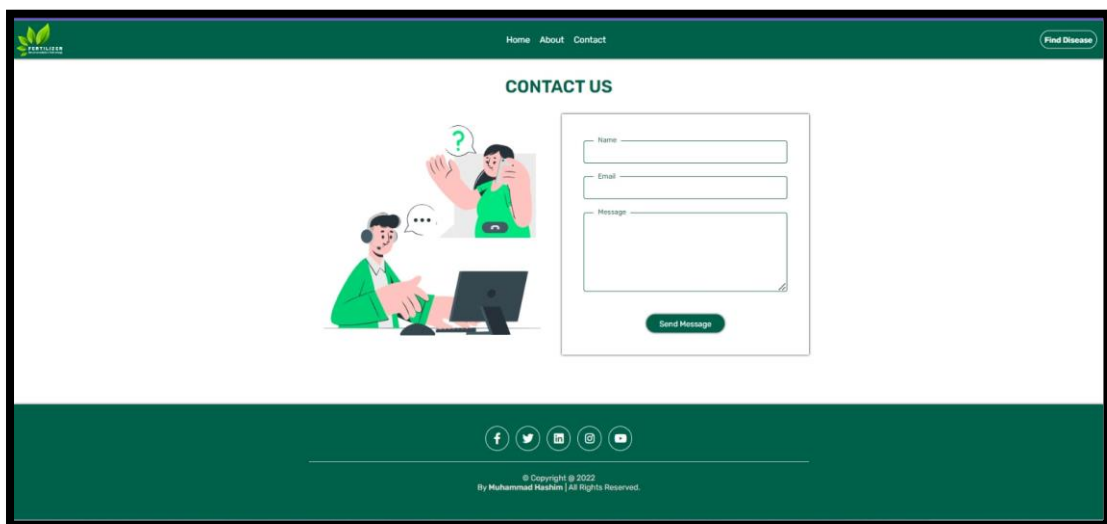 FERTILIZER
Home About Contact
Find Disease
CONTACT US
?
...
Name
Email
Message
Send Message
© Copyright @ 2022
By Muhammad Hashim | All Rights Reserved.